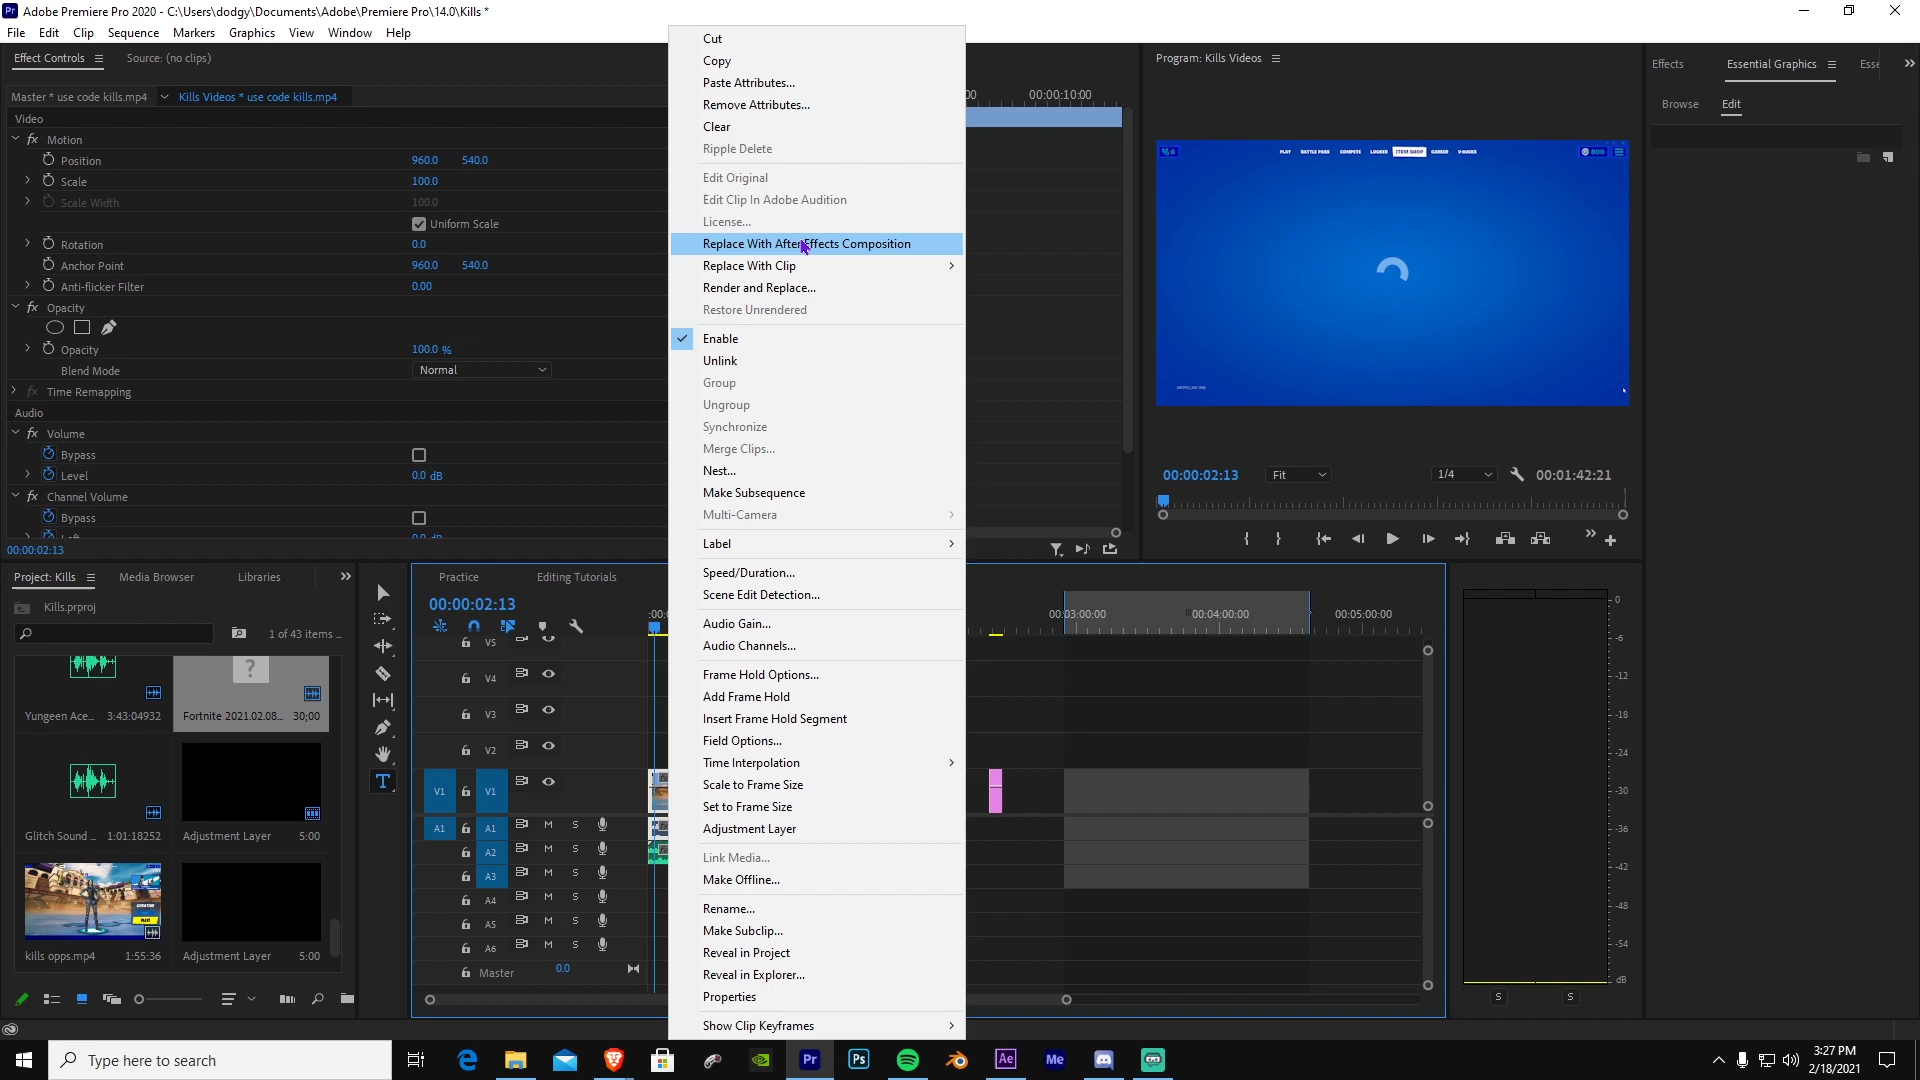 Adobe Premiere Pro 2020 - C:\Users\dodgy\Documents\Adobe\Premiere Pro\14.0\Kills *
File Edit Clip Sequence Markers Graphics View Window Help
Effect Controls
Source: (no clips)
Master * use code kills.mp4
Kills Videos * use code kills.mp4
Video
fx Motion
Position 960.0 540.0
Scale 100.0
Scale Width 100.0
Uniform Scale
Rotation 0.0
Anchor Point 960.0 540.0
Anti-flicker Filter 0.00
fx Opacity
Opacity 100.0 %
Blend Mode Normal
fx Time Remapping
Audio
fx Volume
Bypass
Level 0.0 dB
fx Channel Volume
Bypass
00:00:02:13
00:00:10:00
Cut
Copy
Paste Attributes...
Remove Attributes...
Clear
Ripple Delete
Edit Original
Edit Clip In Adobe Audition
License...
Replace With After Effects Composition
Replace With Clip
Render and Replace...
Restore Unrendered
Enable
Unlink
Group
Ungroup
Synchronize
Merge Clips...
Nest...
Make Subsequence
Multi-Camera
Label
Speed/Duration...
Scene Edit Detection...
Audio Gain...
Audio Channels...
Frame Hold Options...
Add Frame Hold
Insert Frame Hold Segment
Field Options...
Time Interpolation
Scale to Frame Size
Set to Frame Size
Adjustment Layer
Link Media...
Make Offline...
Rename...
Make Subclip...
Reveal in Project
Reveal in Explorer...
Properties
Show Clip Keyframes
Program: Kills Videos
PLAY BATTLE PASS COMPETE LOCKER ITEM SHOP CAREER V-BUCKS
800
00:00:02:13 Fit 1/4 00:01:42:21
Effects
Essential Graphics
Browse Edit
Project: Kills
Media Browser
Libraries
Kills.prproj
1 of 43 items ...
Yungeen Ace... 3:43:04932
Fortnite 2021.02.08... 30;00
Glitch Sound ... 1:01:18252
Adjustment Layer 5:00
kills opps.mp4 1:55:36
Adjustment Layer 5:00
Practice
Editing Tutorials
00:00:02:13
00:03:00:00 00:04:00:00 00:05:00:00
V5
V4
V3
V2
V1 V1
A1 A1 M S
A2 M S
A3 M S
A4 M S
A5 M S
A6 M S
Master 0.0
0
-6
-12
-18
-24
-30
-36
-42
-48
-54
dB
S S
Type here to search
Pr
Ps
Ae
Me
3:27 PM
2/18/2021